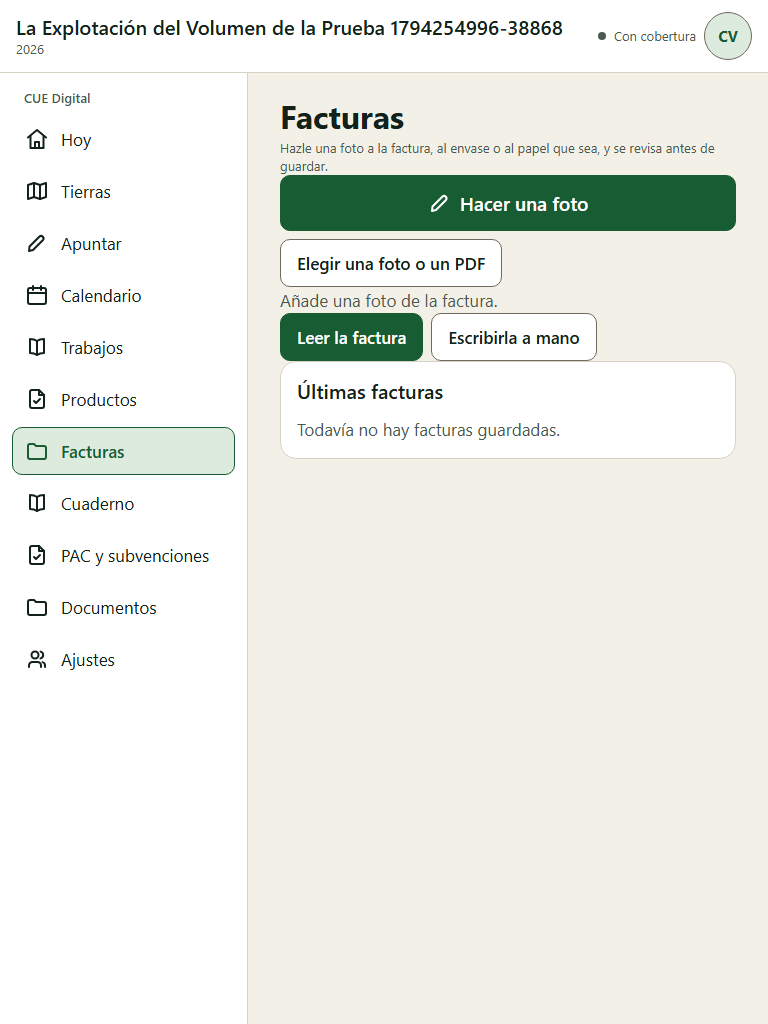 La Explotación del Volumen de la Prueba 1794254996-38868
2026
Con cobertura
CV
CUE Digital
Hoy
Tierras
Apuntar
Calendario
Trabajos
Productos
Facturas
Cuaderno
PAC y subvenciones
Documentos
Ajustes
Facturas
Hazle una foto a la factura, al envase o al papel que sea, y se revisa antes de
guardar.
Hacer una foto
Elegir una foto o un PDF
Añade una foto de la factura.
Leer la factura
Escribirla a mano
Últimas facturas
Todavía no hay facturas guardadas.